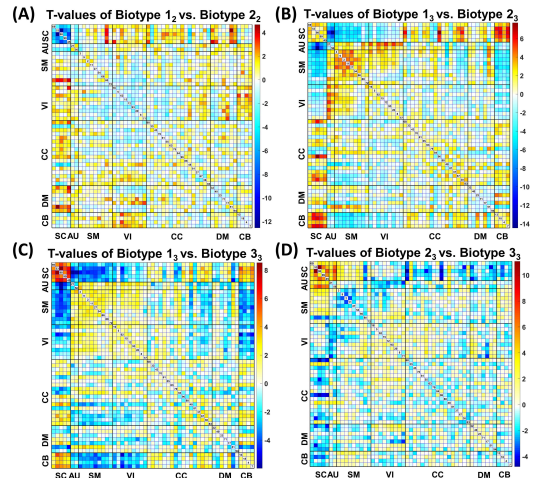 (A)
T-values of Biotype 1₂ vs. Biotype 2₂
SC
AU
SM
VI
CC
DM
CB
SC AU SM VI CC DM CB
4
2
0
-2
-4
-6
-8
-10
-12
(B)
T-values of Biotype 1₃ vs. Biotype 2₃
SC
AU
SM
VI
CC
DM
CB
SC AU SM VI CC DM CB
6
4
2
0
-2
-4
-6
-8
-10
-12
-14
(C)
T-values of Biotype 1₃ vs. Biotype 3₃
SC
AU
SM
VI
CC
DM
CB
SC AU SM VI CC DM CB
8
6
4
2
0
-2
-4
(D)
T-values of Biotype 2₃ vs. Biotype 3₃
SC
AU
SM
VI
CC
DM
CB
SC AU SM VI CC DM CB
10
8
6
4
2
0
-2
-4